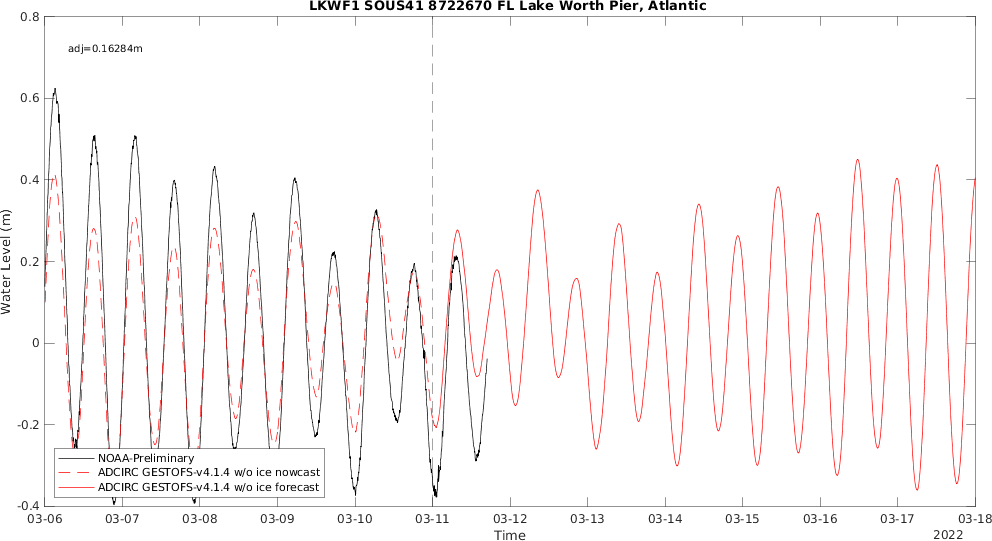 LKWF1 SOUS41 8722670 FL Lake Worth Pier, Atlantic
adj=0.16284m
0.8
0.6
0.4
0.2
0
-0.2
-0.4
Water Level (m)
NOAA-Preliminary
ADCIRC GESTOFS-v4.1.4 w/o ice nowcast
ADCIRC GESTOFS-v4.1.4 w/o ice forecast
03-06 03-07 03-08 03-09 03-10 03-11 03-12 03-13 03-14 03-15 03-16 03-17 03-18
Time
2022